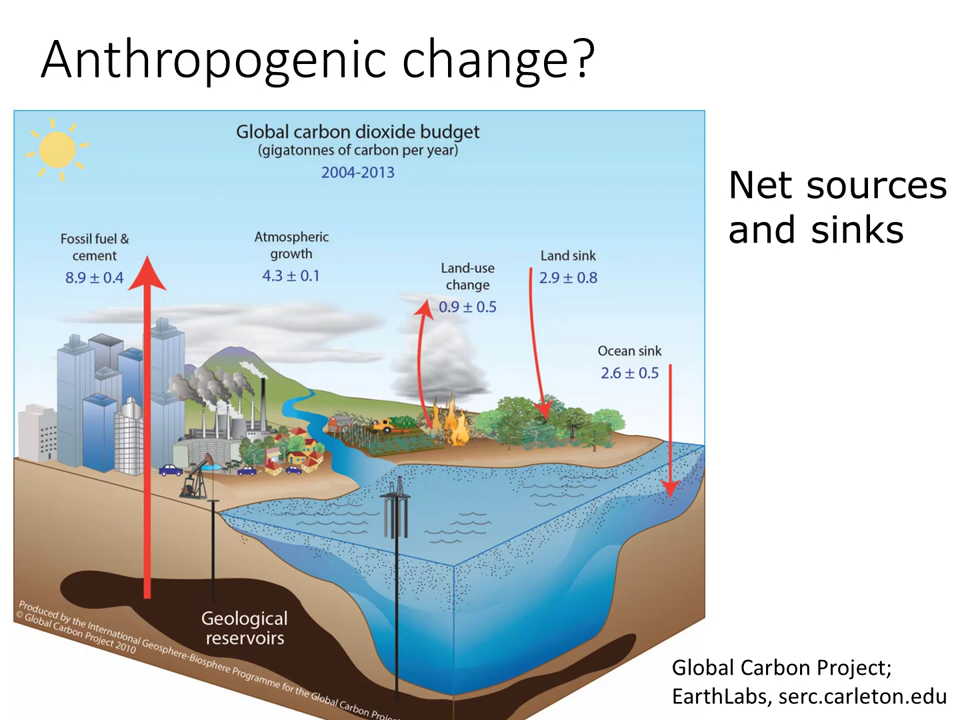 Anthropogenic change?
Global carbon dioxide budget
(gigatonnes of carbon per year)
2004-2013
Fossil fuel &
cement
8.9 ± 0.4
Atmospheric
growth
4.3 ± 0.1
Land-use
change
0.9 ± 0.5
Land sink
2.9 ± 0.8
Ocean sink
2.6 ± 0.5
Net sources
and sinks
Geological
reservoirs
Produced by the International Geosphere-Biosphere Programme for the Global Carbon Projec
© Global Carbon Project 2010
Global Carbon Project;
EarthLabs, serc.carleton.edu